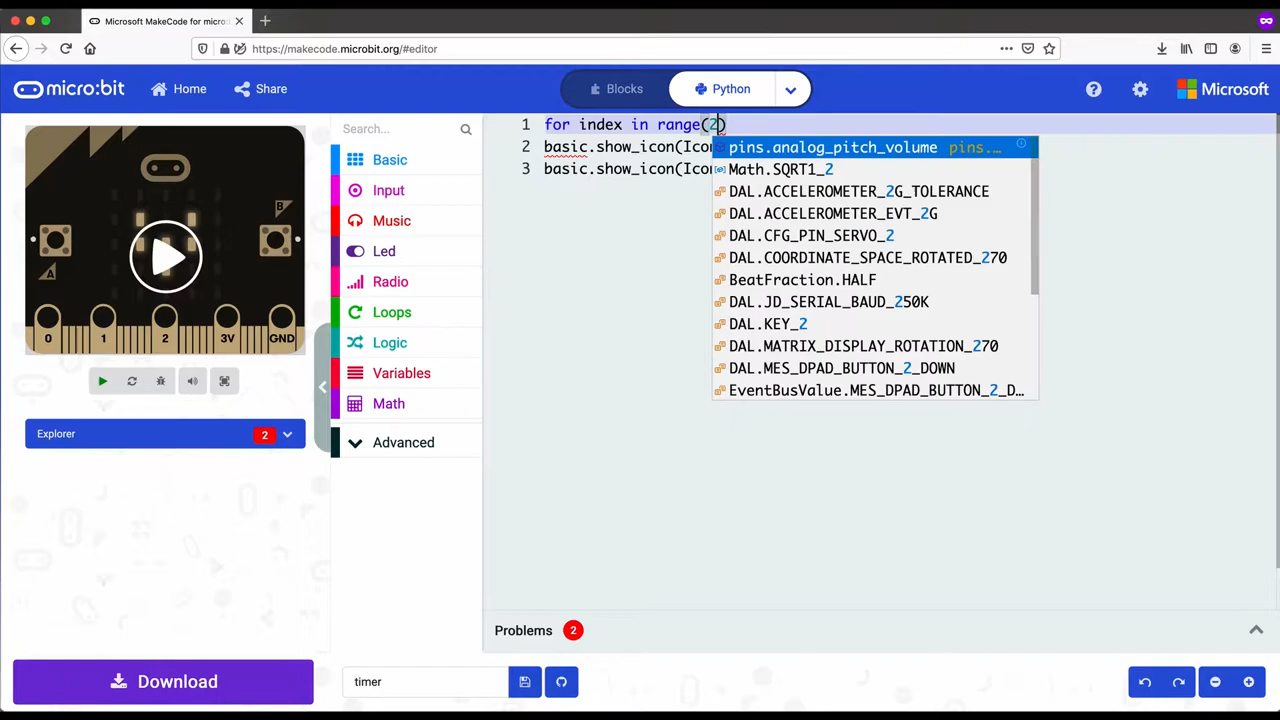 Microsoft MakeCode for micro:
https://makecode.microbit.org/#editor
micro:bit
Home
Share
Blocks
Python
Microsoft
B
A
0 1 2 3V GND
Explorer 2
Download
Search...
Basic
Input
Music
Led
Radio
Loops
Logic
Variables
Math
Advanced
1 for index in range(2)
2 basic.show_icon(Icon
3 basic.show_icon(Icon
pins.analog_pitch_volume pins.…
Math.SQRT1_2
DAL.ACCELEROMETER_2G_TOLERANCE
DAL.ACCELEROMETER_EVT_2G
DAL.CFG_PIN_SERVO_2
DAL.COORDINATE_SPACE_ROTATED_270
BeatFraction.HALF
DAL.JD_SERIAL_BAUD_250K
DAL.KEY_2
DAL.MATRIX_DISPLAY_ROTATION_270
DAL.MES_DPAD_BUTTON_2_DOWN
EventBusValue.MES_DPAD_BUTTON_2_D…
Problems 2
timer